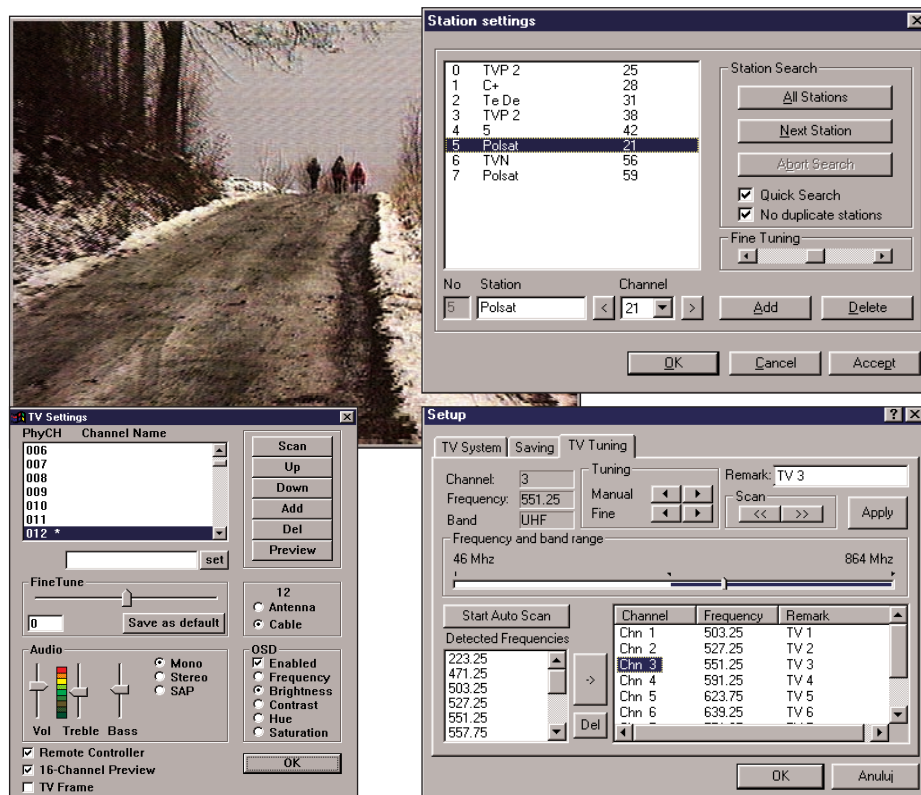 Station settings
0 TVP 2 25
1 C+ 28
2 Te De 31
3 TVP 2 38
4 5 42
5 Polsat 21
6 TVN 56
7 Polsat 59
Station Search
All Stations
Next Station
Abort Search
Quick Search
No duplicate stations
Fine Tuning
No Station Channel
5 Polsat < 21 > Add Delete
OK Cancel Accept
TV Settings
PhyCH Channel Name
006
007
008
009
010
011
012 *
set
Scan
Up
Down
Add
Del
Preview
FineTune
0 Save as default
12
Antenna
Cable
Audio
Mono
Stereo
SAP
Vol Treble Bass
OSD
Enabled
Frequency
Brightness
Contrast
Hue
Saturation
Remote Controller
16-Channel Preview
TV Frame
OK
Setup
TV System Saving TV Tuning
Channel: 3
Frequency: 551.25
Band UHF
Tuning
Manual
Fine
Remark: TV 3
Scan
<< >>
Apply
Frequency and band range
46 Mhz 864 Mhz
Start Auto Scan
Detected Frequencies
223.25
471.25
503.25
527.25
551.25
557.75
->
Del
Channel Frequency Remark
Chn 1 503.25 TV 1
Chn 2 527.25 TV 2
Chn 3 551.25 TV 3
Chn 4 591.25 TV 4
Chn 5 623.75 TV 5
Chn 6 639.25 TV 6
OK Anuluj